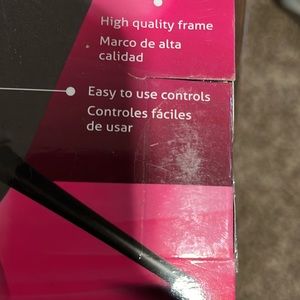 High quality frame
Marco de alta
calidad
Easy to use controls
Controles fáciles
de usar